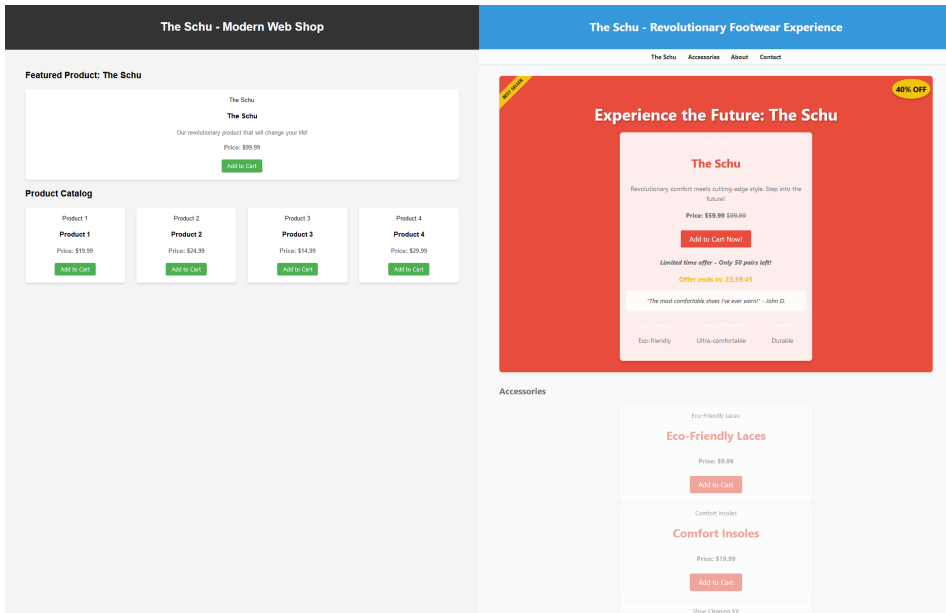 The Schu - Modern Web Shop
Featured Product: The Schu
The Schu
The Schu
Our revolutionary product that will change your life!
Price: $99.99
Add to Cart
Product Catalog
Product 1
Product 1
Price: $19.99
Add to Cart
Product 2
Product 2
Price: $24.99
Add to Cart
Product 3
Product 3
Price: $14.99
Add to Cart
Product 4
Product 4
Price: $29.99
Add to Cart
The Schu - Revolutionary Footwear Experience
The Schu Accessories About Contact
BEST SELLER
40% OFF
Experience the Future: The Schu
The Schu
Revolutionary comfort meets cutting-edge style. Step into the
future!
Price: $59.99 $99.99
Add to Cart Now!
Limited time offer - Only 50 pairs left!
Offer ends in: 23:59:45
"The most comfortable shoes I've ever worn!" - John D.
Eco-friendly Ultra-comfortable Durable
Accessories
Eco-Friendly Laces
Eco-Friendly Laces
Price: $9.99
Add to Cart
Comfort Insoles
Comfort Insoles
Price: $19.99
Add to Cart
Shoe Cleaning Kit